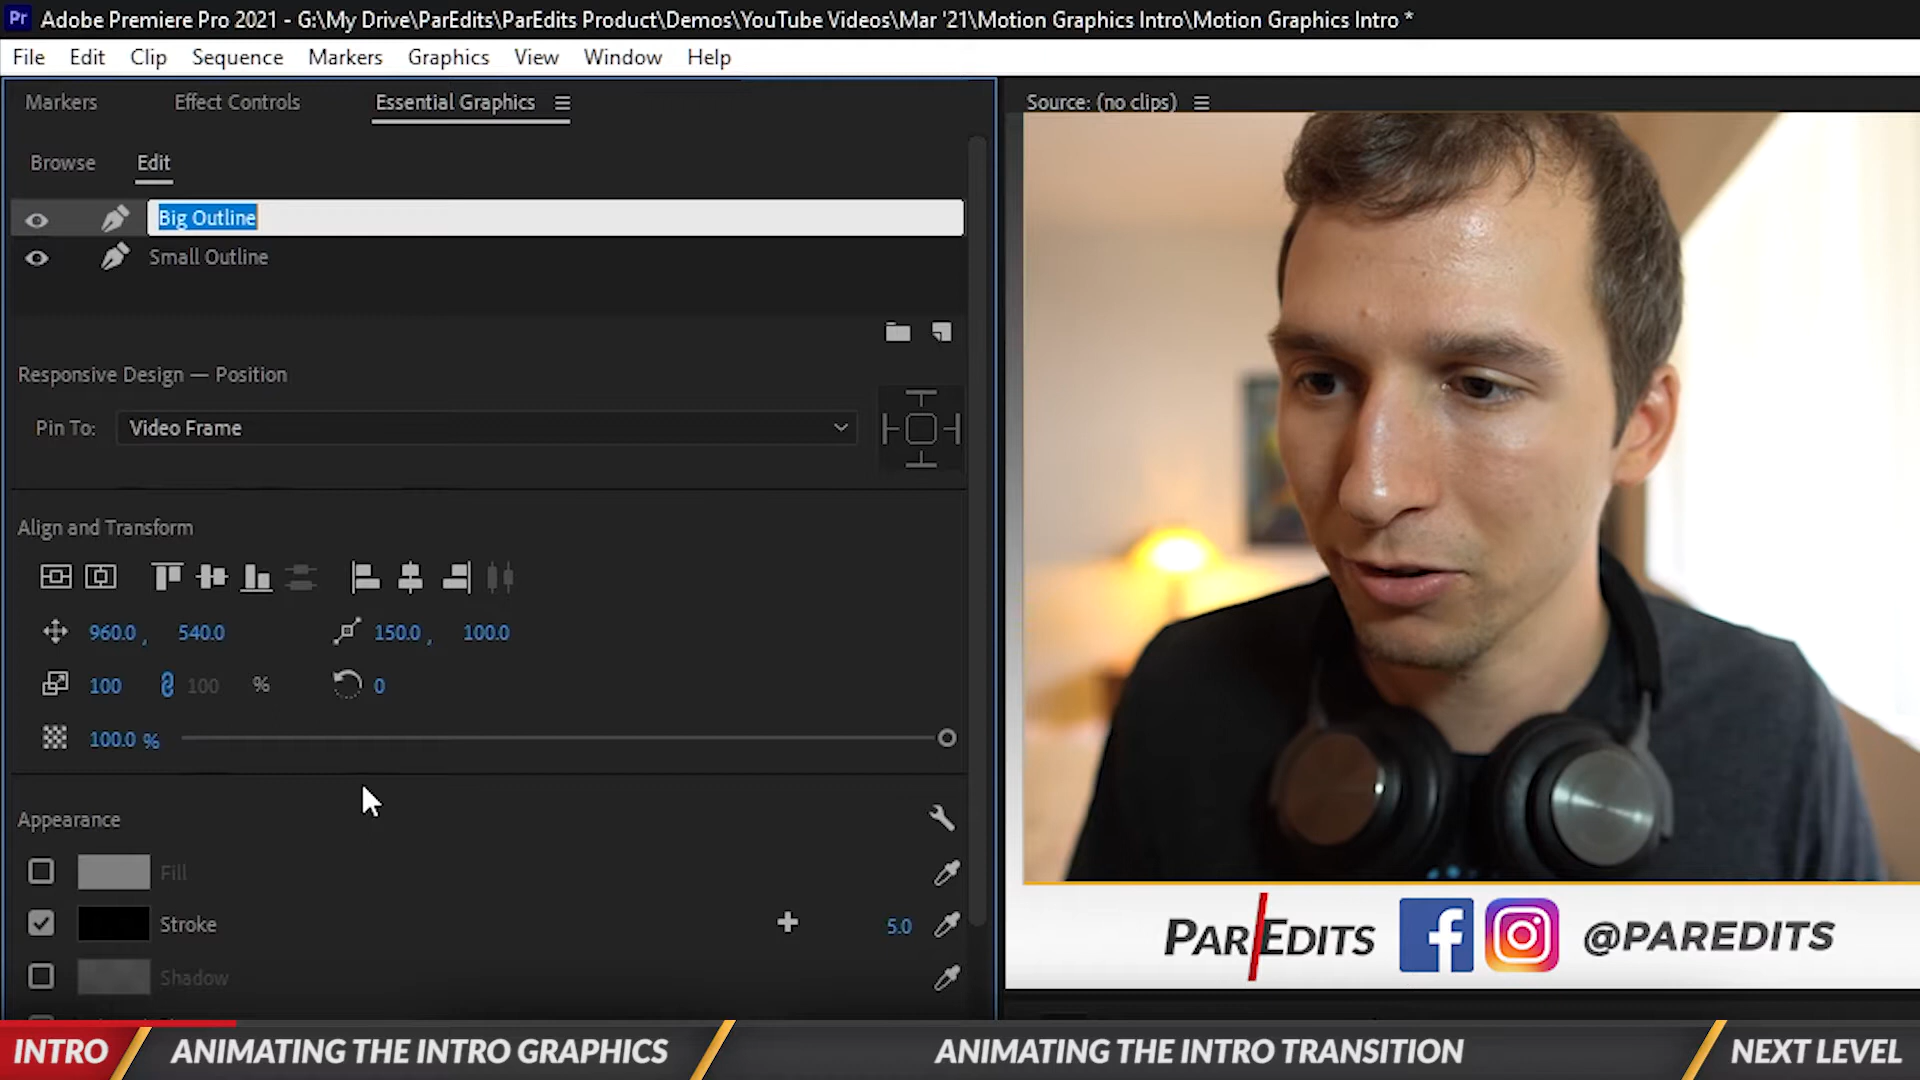 Pr Adobe Premiere Pro 2021 - G:\My Drive\ParEdits\ParEdits Product\Demos\YouTube Videos\Mar '21\Motion Graphics Intro\Motion Graphics Intro *
File Edit Clip Sequence Markers Graphics View Window Help
Markers Effect Controls Essential Graphics
Source: (no clips)
Browse Edit
Big Outline
Small Outline
Responsive Design — Position
Pin To: Video Frame
Align and Transform
960.0 , 540.0 150.0 , 100.0
100 100 % 0
100.0 %
Appearance
Fill
Stroke 5.0
Shadow
PAR/EDITS f @PAREDITS
INTRO ANIMATING THE INTRO GRAPHICS ANIMATING THE INTRO TRANSITION NEXT LEVEL